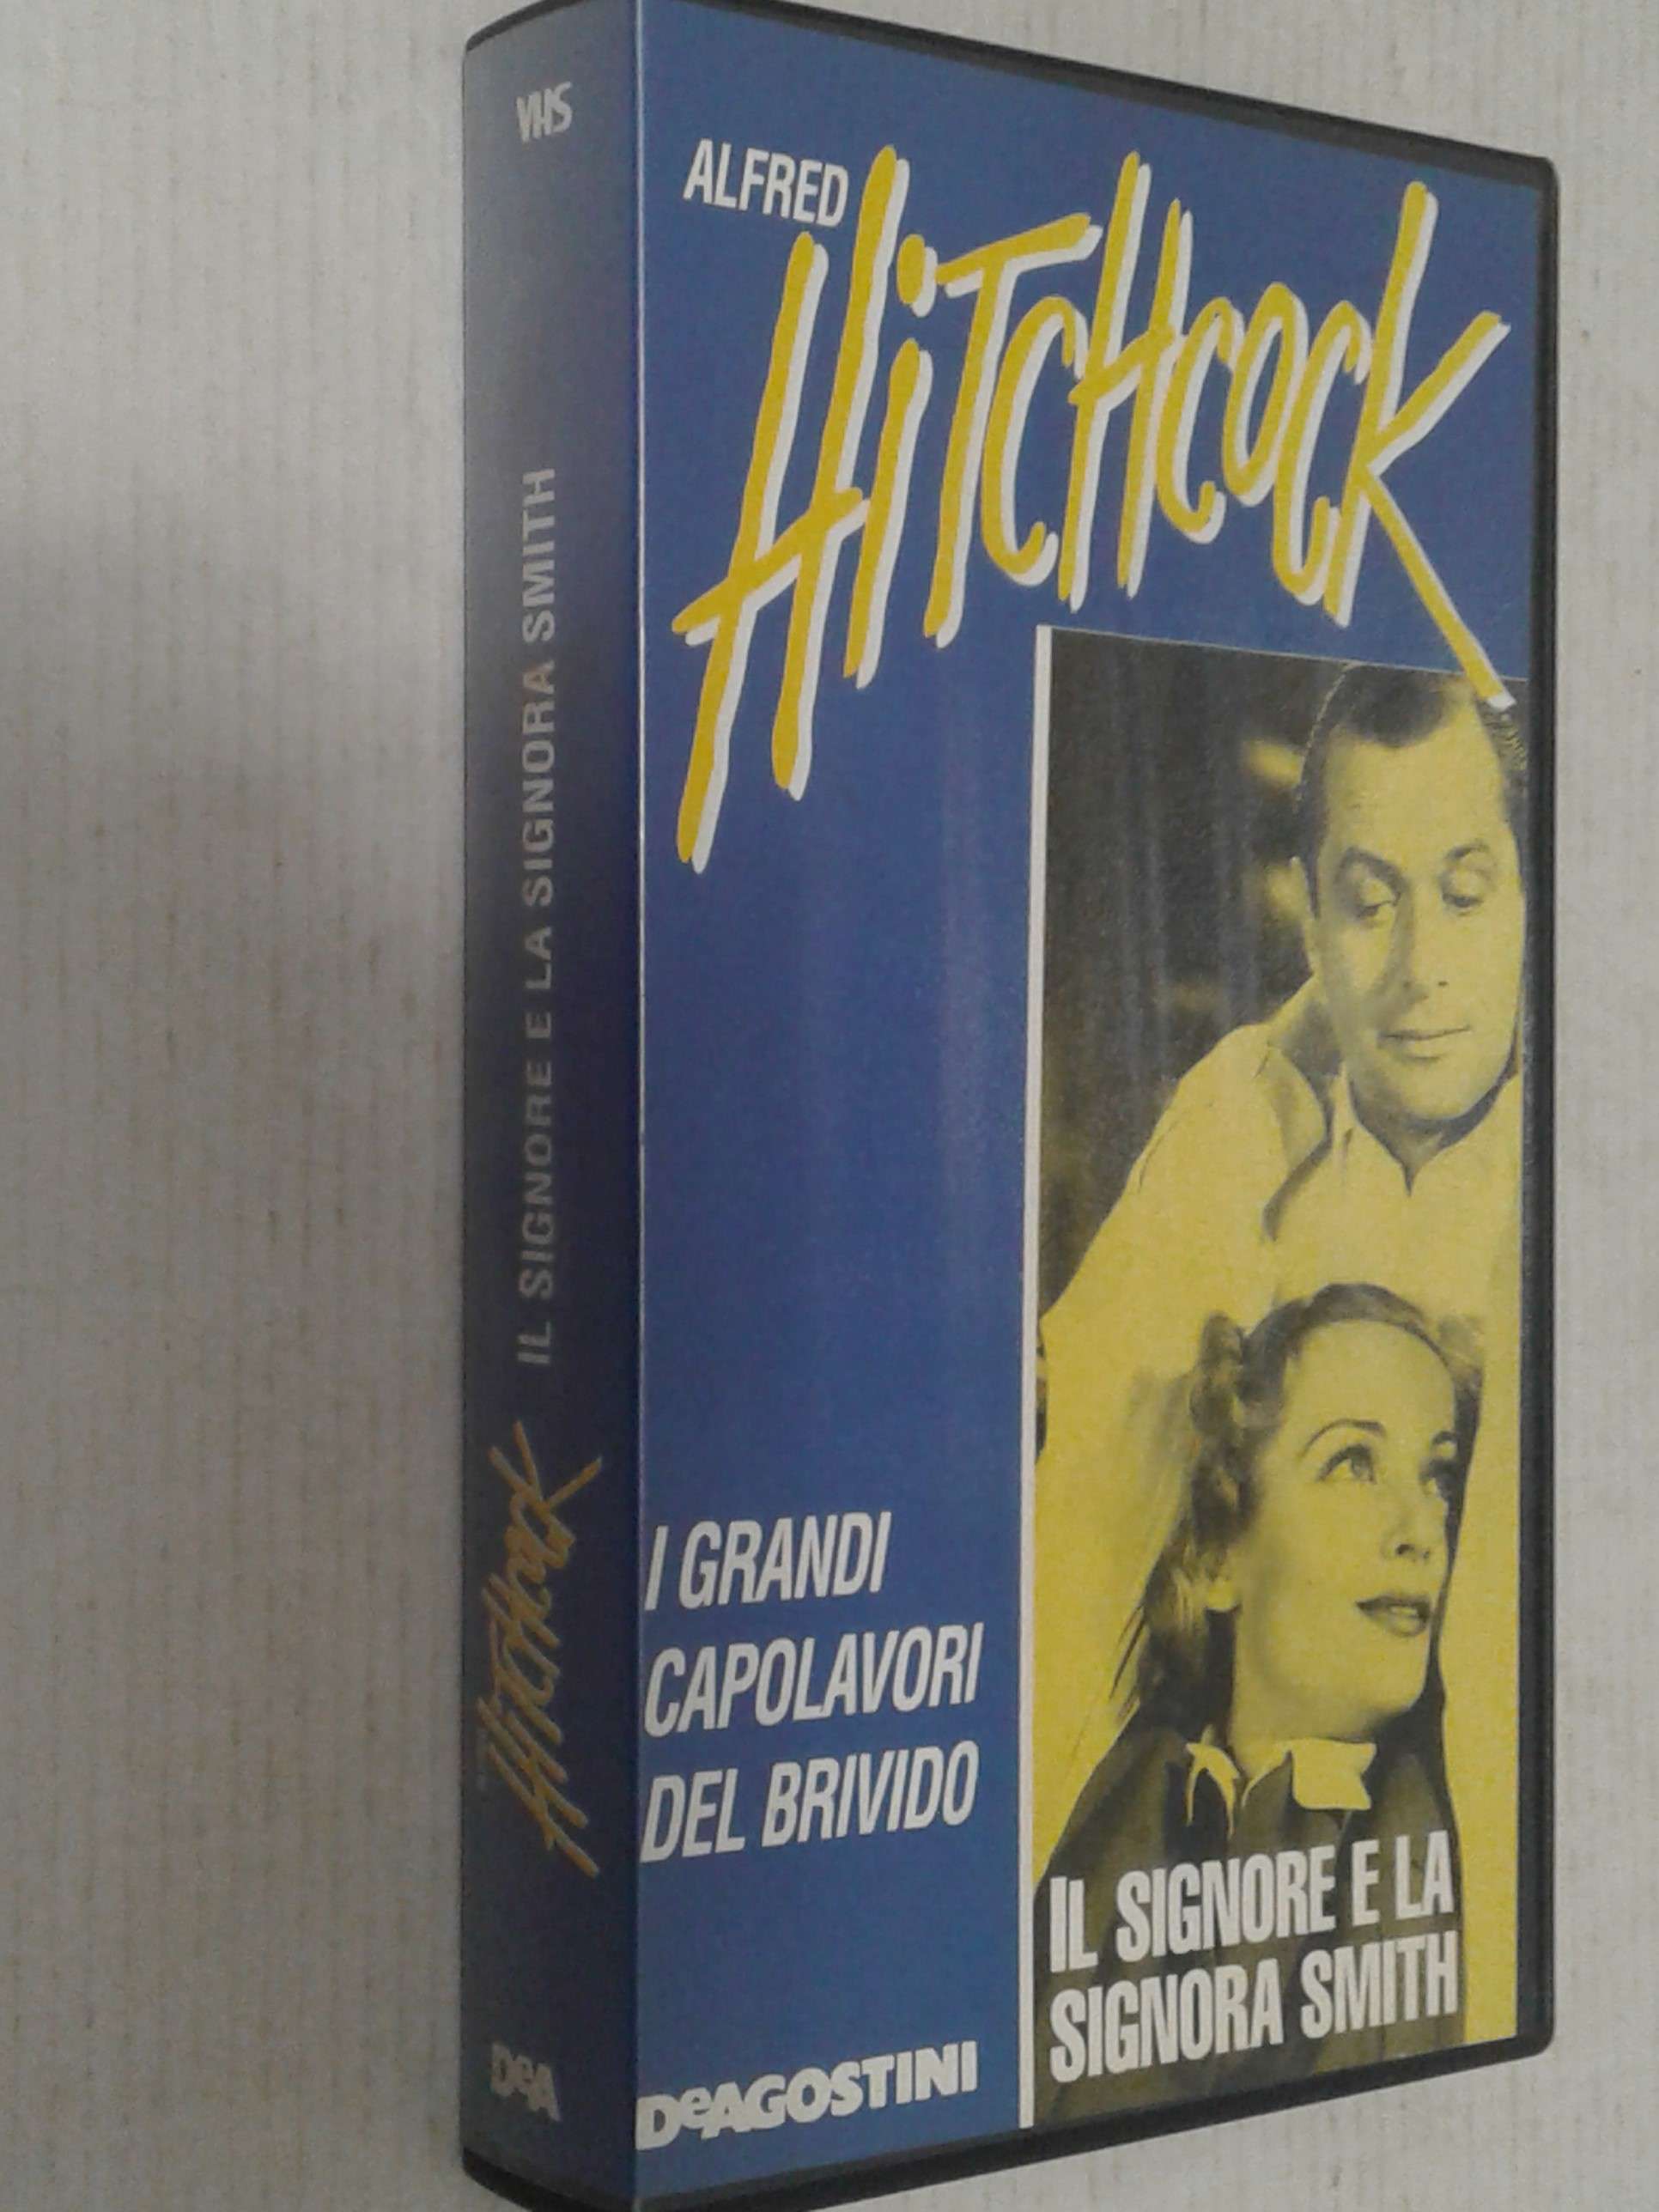 VHS
IL SIGNORE E LA SIGNORA SMITH
HiTCHcocK
DeA
ALFRED
HiTCHcocK
I GRANDI
CAPOLAVORI
DEL BRIVIDO
DeAGOSTINI
IL SIGNORE E LA
SIGNORA SMITH